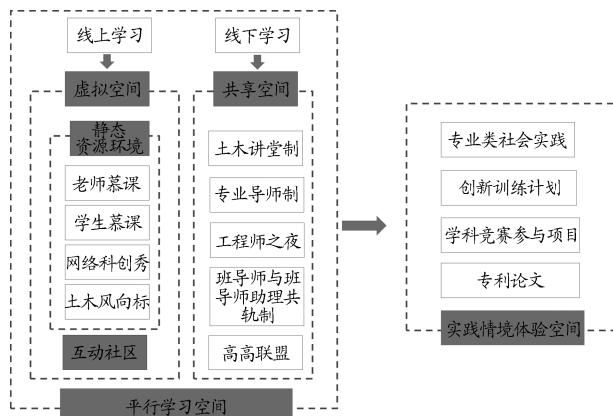 线上学习
线下学习
虚拟空间
共享空间
静态
资源环境
老师慕课
学生慕课
网络科创秀
土木风向标
互动社区
土木讲堂制
专业导师制
工程师之夜
班导师与班
导师助理共
轨制
高高联盟
平行学习空间
专业类社会实践
创新训练计划
学科竞赛参与项目
专利论文
实践情境体验空间